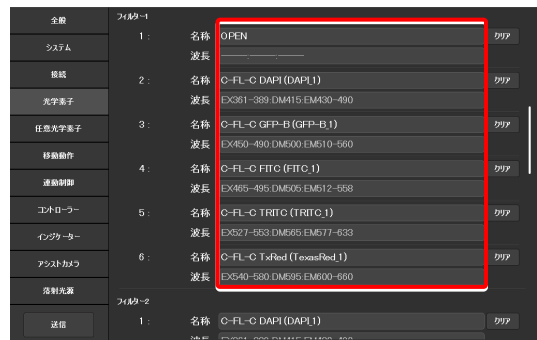 全般
システム
接続
光学素子
任意光学素子
移動動作
連動制御
コントローラー
インジケーター
アシストカメラ
落射光源
送信
フィルター1
1 : 名称 OPEN クリア
波長 ------.------.------
2 : 名称 C-FL-C DAPI (DAPI_1) クリア
波長 EX361-389:DM415:EM430-490
3 : 名称 C-FL-C GFP-B (GFP-B_1) クリア
波長 EX450-490:DM500:EM510-560
4 : 名称 C-FL-C FITC (FITC_1) クリア
波長 EX465-495:DM505:EM512-558
5 : 名称 C-FL-C TRITC (TRITC_1) クリア
波長 EX527-553:DM565:EM577-633
6 : 名称 C-FL-C TxRed (TexasRed_1) クリア
波長 EX540-580:DM595:EM600-660
フィルター2
1 : 名称 C-FL-C DAPI (DAPI_1) クリア